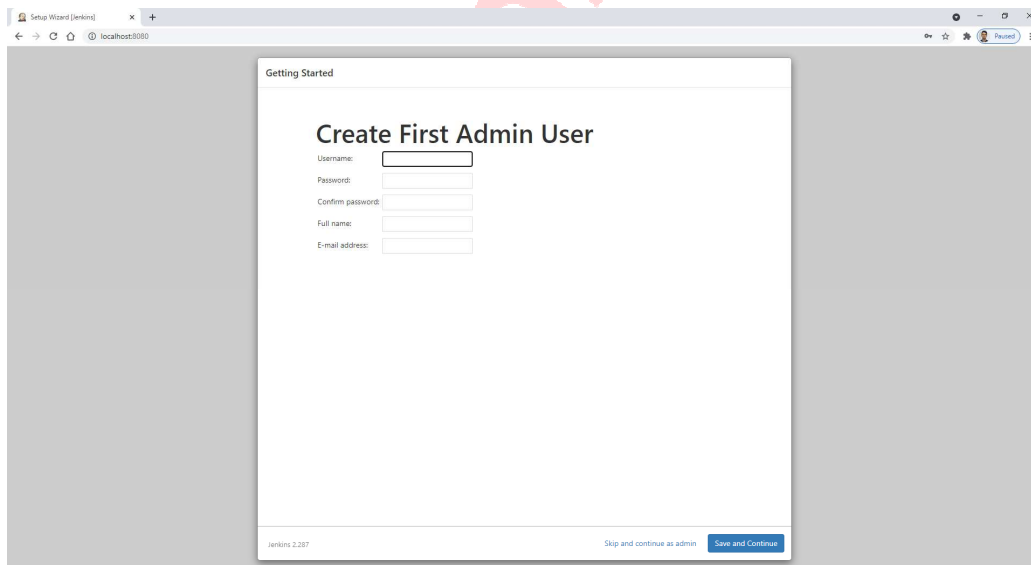 Setup Wizard [Jenkins]
localhost:8080
Paused
Getting Started
Create First Admin User
Username:
Password:
Confirm password:
Full name:
E-mail address:
Jenkins 2.287
Skip and continue as admin
Save and Continue